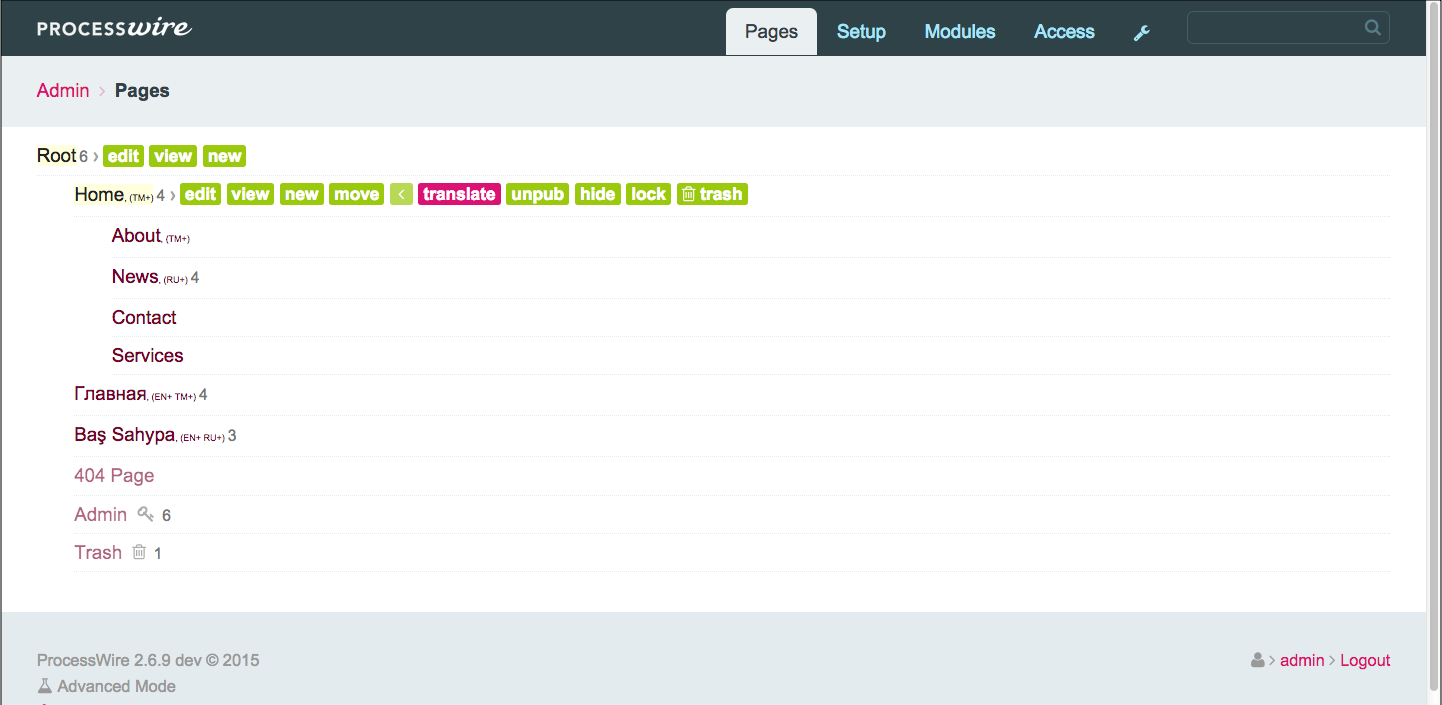 PROCESSwire Pages Setup Modules Access
Admin > Pages
Root 6 › edit view new
Home, (TM+) 4 › edit view new move < translate unpub hide lock trash
About, (TM+)
News, (RU+) 4
Contact
Services
Главная, (EN+ TM+) 4
Baş Sahypa, (EN+ RU+) 3
404 Page
Admin 6
Trash 1
ProcessWire 2.6.9 dev © 2015 > admin > Logout
Advanced Mode